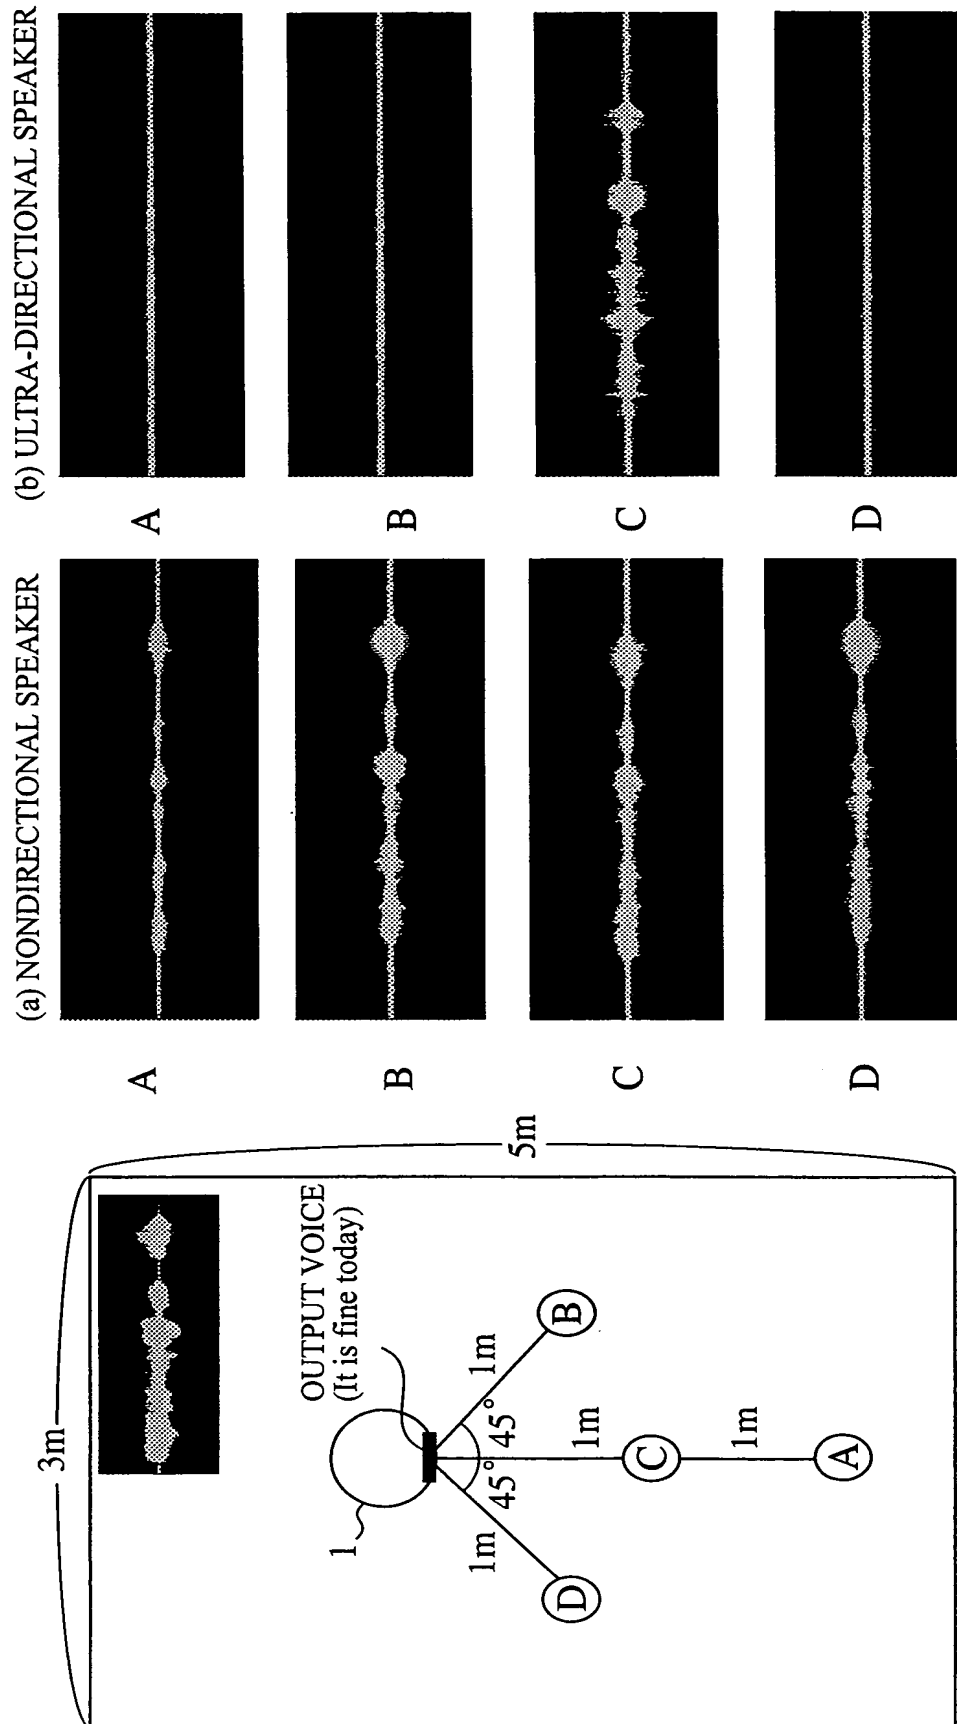 3m
5m
OUTPUT VOICE
(It is fine today)
1
45°
45°
1m
1m
1m
1m
D
C
B
A
(a) NONDIRECTIONAL SPEAKER
A
B
C
D
(b) ULTRA-DIRECTIONAL SPEAKER
A
B
C
D